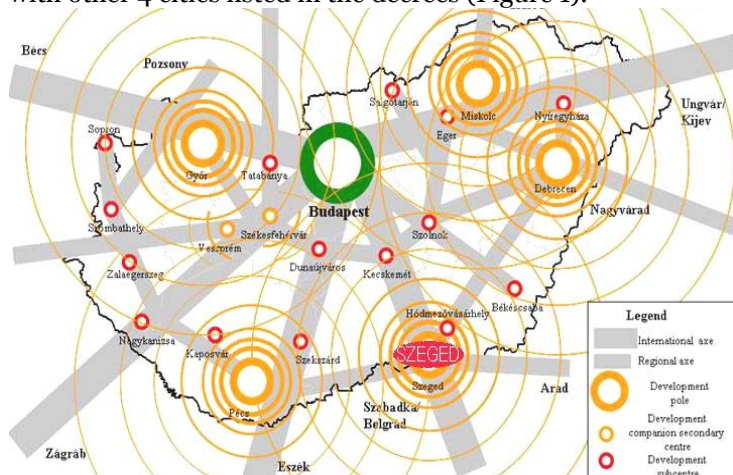 with other 4 cities listed in the decrees (Figure 1).
Bécs
Pozsony
Salgótarján
Miskolc
Ungvár/
Kijev
Sopron
Eger
Nyíregyháza
Győr
Tatabánya
Debrecen
Budapest
Nagyvárad
Szombathely
Székesfehérvár
Veszprém
Szolnok
Zalaegerszeg
Dunaújváros
Kecskemét
Békéscsaba
Hódmezővásárhely
Nagykanizsa
Kaposvár
Szekszárd
SZEGED
Szeged
Pécs
Szabadka/
Belgrád
Arad
Zágráb
Eszék
Legend
International axe
Regional axe
Development
pole
Development
companion secondary
centre
Development
subcentre